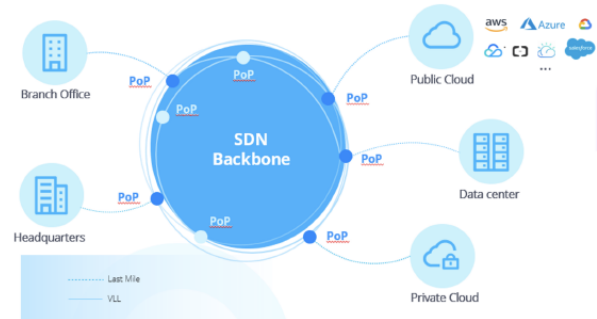 aws
Azure
salesforce
...
Public Cloud
Branch Office
PoP
PoP
PoP
PoP
SDN
Backbone
PoP
Data center
PoP
PoP
PoP
Headquarters
Private Cloud
Last Mile
VLL